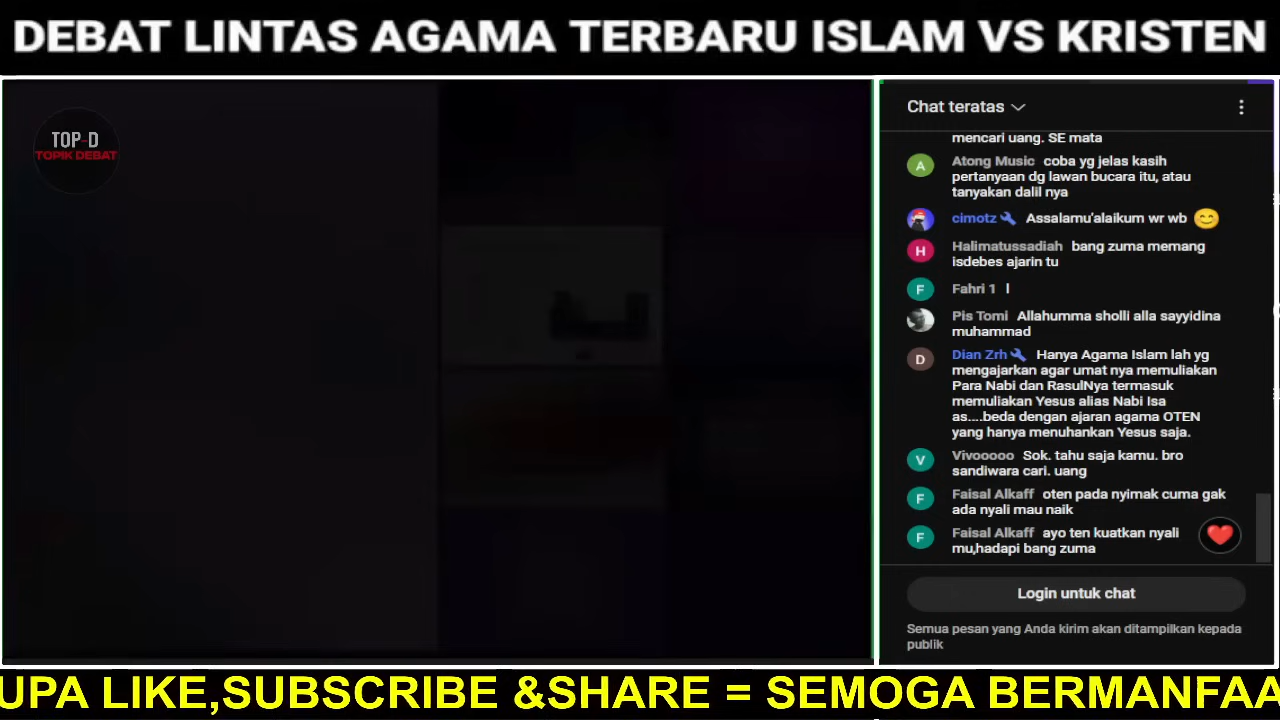 DEBAT LINTAS AGAMA TERBARU ISLAM VS KRISTEN
TOP-D
TOPIK DEBAT
Chat teratas
mencari uang. SE mata
Atong Music coba yg jelas kasih
pertanyaan dg lawan bucara itu, atau
tanyakan dalil nya
cimotz Assalamu'alaikum wr wb 😊
Halimatussadiah bang zuma memang
isdebes ajarin tu
Fahri 1 l
Pis Tomi Allahumma sholli alla sayyidina
muhammad
Dian Zrh Hanya Agama Islam lah yg
mengajarkan agar umat nya memuliakan
Para Nabi dan RasulNya termasuk
memuliakan Yesus alias Nabi Isa
as....beda dengan ajaran agama OTEN
yang hanya menuhankan Yesus saja.
Vivooooo Sok. tahu saja kamu. bro
sandiwara cari. uang
Faisal Alkaff oten pada nyimak cuma gak
ada nyali mau naik
Faisal Alkaff ayo ten kuatkan nyali
mu,hadapi bang zuma
Login untuk chat
Semua pesan yang Anda kirim akan ditampilkan kepada
publik
UPA LIKE,SUBSCRIBE &SHARE = SEMOGA BERMANFAA